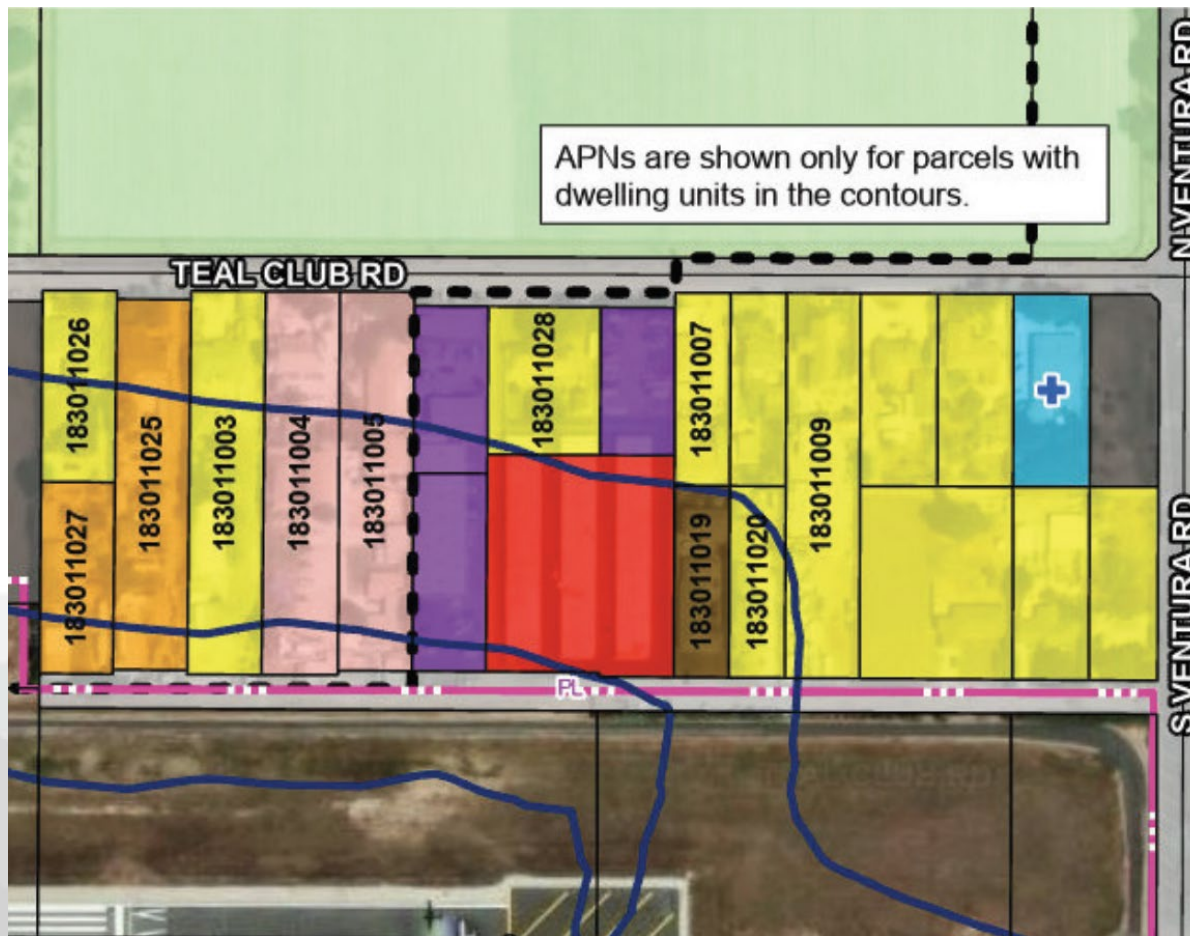 N VENTURA RD
APNs are shown only for parcels with
dwelling units in the contours.
TEAL CLUB RD
183011026
183011025
183011003
183011004
183011005
183011028
183011007
183011009
183011027
183011019
183011020
S VENTURA RD
PL